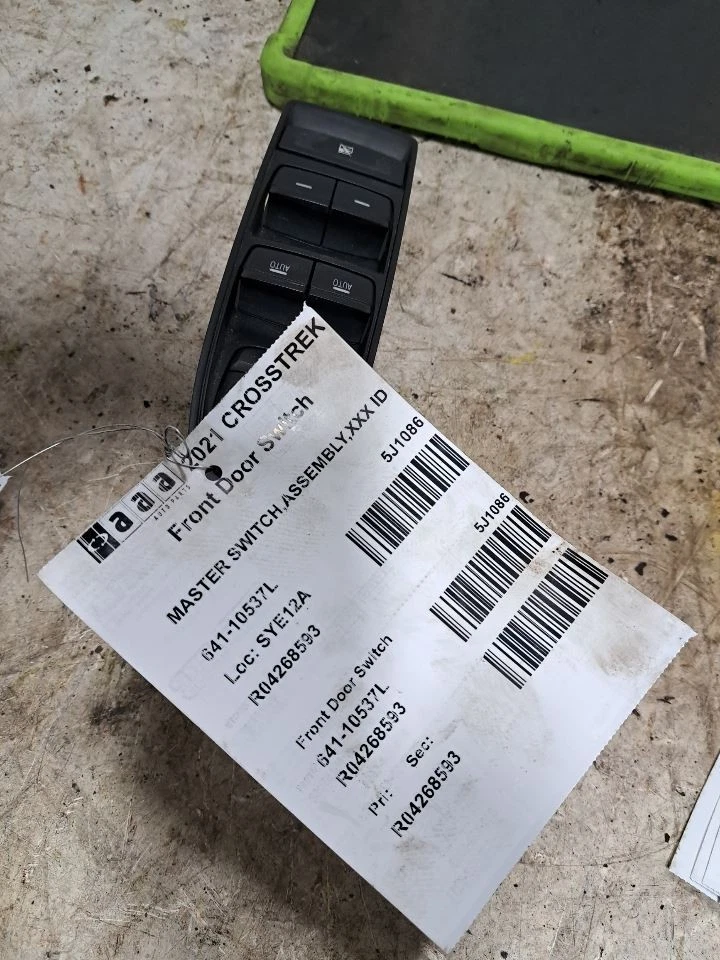 AUTO
AUTO
2021 CROSSTREK
aaaa
AUTO PARTS
Front Door Switch
MASTER SWITCH,ASSEMBLY,XXX ID
5J1086
641-10537L
Loc: SYE12A
R04268593
5J1086
Front Door Switch
641-10537L
R04268593
Pri: Sec:
R04268593